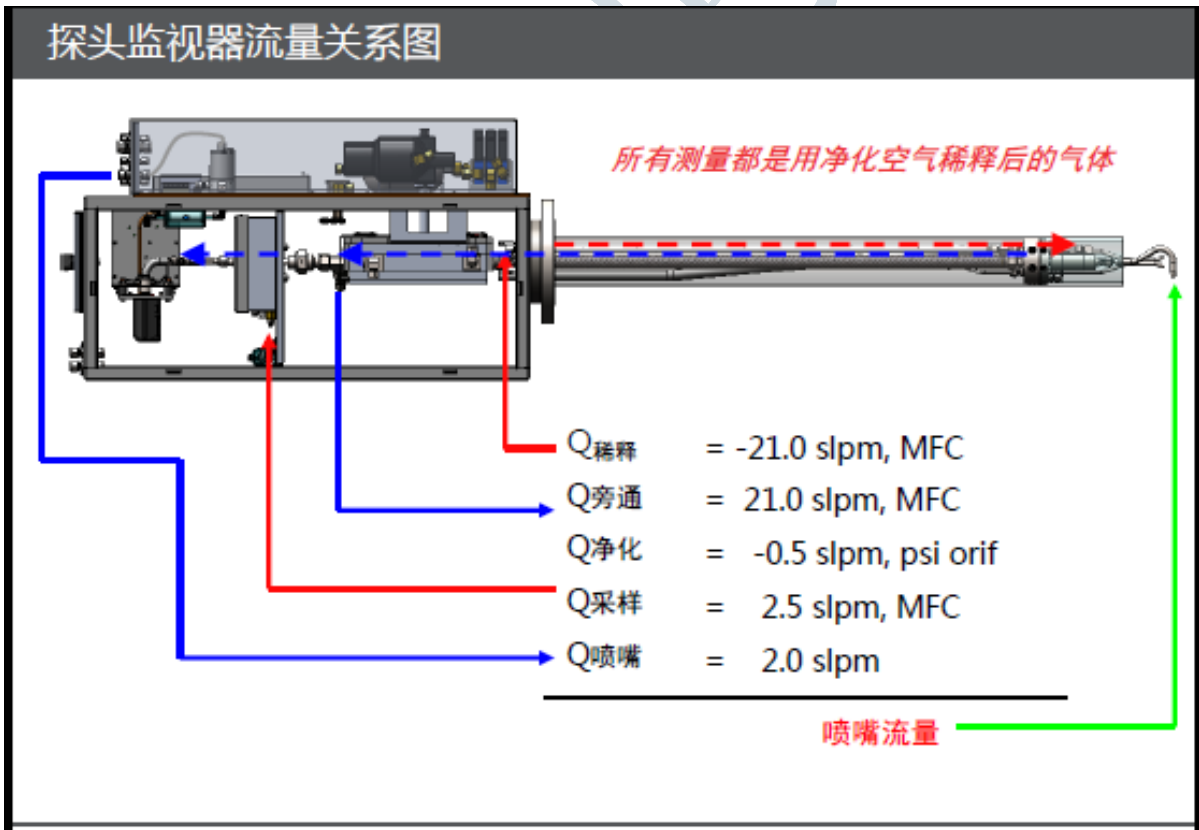 探头监视器流量关系图
所有测量都是用净化空气稀释后的气体
Q稀释 = -21.0 slpm, MFC
Q旁通 = 21.0 slpm, MFC
Q净化 = -0.5 slpm, psi orif
Q采样 = 2.5 slpm, MFC
Q喷嘴 = 2.0 slpm
喷嘴流量